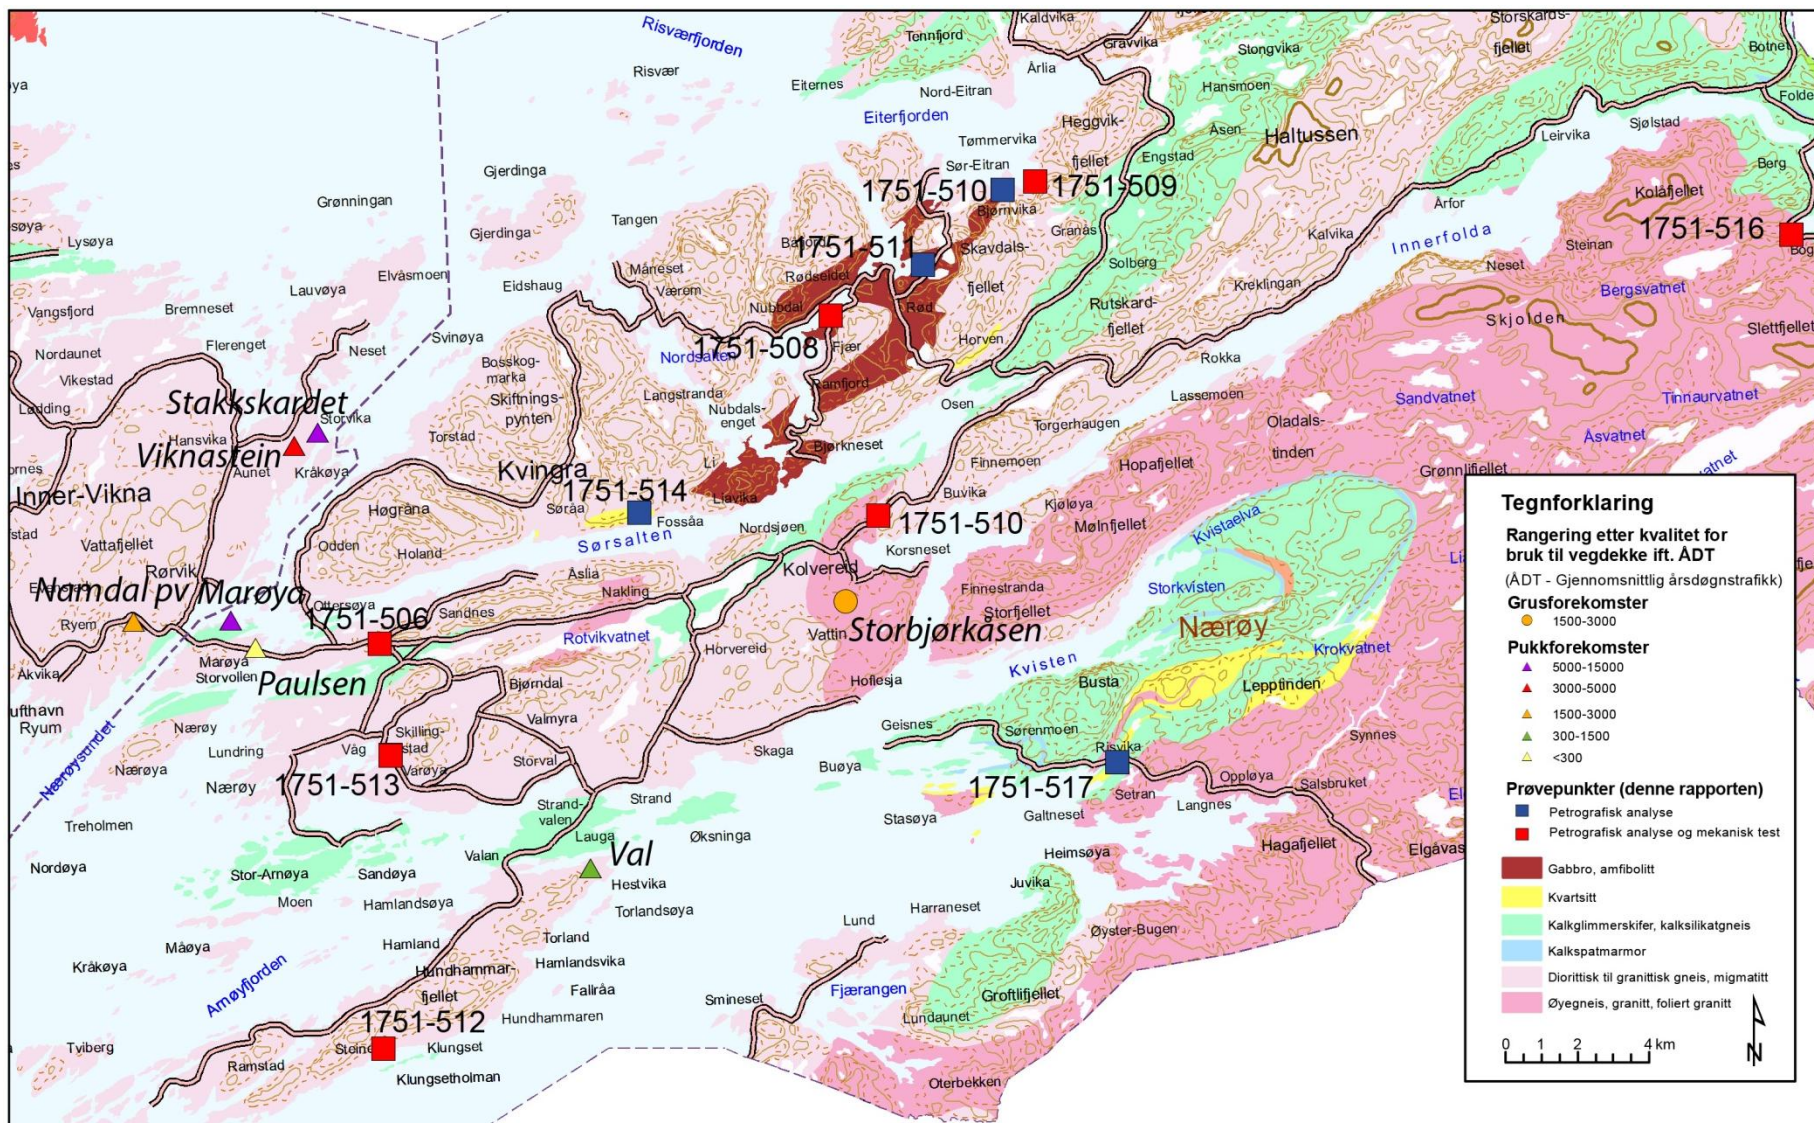 Risværfjorden
Kaldvika
Storskards-
fjellet
Tennfjord
Gravvika
Stongvika
Botnet
Risvær
Årlia
Eiternes
Nord-Eitran
Hansmoen
Folde
Eiterfjorden
Heggvik-
fjellet
Åsen
Haltussen
Sjølstad
Leirvika
Tømmervika
Sør-Eitran
Engstad
Berg
Gjerdinga
1751-510
1751-509
Kolåfjellet
Grønningan
Bjørnvika
Årfor
Tangen
Granås
Kalvika
Innerfolda
1751-516
Steinan
Bog
Lysøya
Gjerdinga
Båfjord
1751-511
Skavdals-
fjellet
Solberg
Neset
Elvåsmoen
Måneset
Rødseidet
Kreklingan
Bergsvatnet
Lauvøya
Eidshaug
Værem
Rutskard-
fjellet
Skjolden
Vangsfjord
Bremneset
Nubbdal
Rød
Slettfjellet
Svinøya
Horven
Nordaunet
Flerenget
Neset
1751-508
Fjær
Nordsalten
Rokka
Bosskog-
marka
Vikestad
Ramfjord
Lassemoen
Sandvatnet
Tinnaurvatnet
Stakkskardet
Skiftnings-
pynten
Langstranda
Osen
Lødding
Storvika
Nubdals-
enget
Torgerhaugen
Oladals-
tinden
Åsvatnet
Hansvika
Torstad
Bjørkneset
Viknastein
Aunet
Kråkøya
Kvingra
Li
Finnemoen
Hopafjellet
Grønnlifjellet
Inner-Vikna
1751-514
Liavika
Buvika
Kjøløya
Høgråna
Søråa
Fossåa
Nordsjøen
1751-510
Mølnfjellet
Kvistaelva
Vattafjellet
Odden
Holand
Sørsalten
Korsneset
Rørvik
Åslia
Kolvereid
Finnestranda
Storkvisten
Namdal pv
Marøya
Nakling
Storfjellet
Ottersøya
Sandnes
Ryem
1751-506
Rotvikvatnet
Vattin
Storbjørkåsen
Nærøy
Horvereid
Krokvatnet
Marøya
Storvollen
Kvisten
Akvika
Paulsen
Bjørndal
Hoflesja
Busta
Lepptinden
ufthavn
Ryum
Nærøy
Valmyra
Geisnes
Lundring
Våg
Skilling-
stad
Skaga
Sørenmoen
Risvika
Synnes
Nærøysundet
Nærøya
Storval
Buøya
Varøya
Oppløya
Salsbruket
Nærøy
1751-513
1751-517
Setran
Langnes
Strand-
valen
Strand
Treholmen
Stasøya
Galtneset
Lauga
Øksninga
Hagafjellet
Elgåvas
Nordøya
Valan
Val
Heimsøya
Stor-Arnøya
Sandøya
Hestvika
Juvika
Moen
Hamlandsøya
Torlandsøya
Lund
Harraneset
Øyster-Bugen
Måøya
Hamland
Torland
Kråkøya
Hamlandsvika
Hundhammar-
fjellet
Fallråa
Arnøyfjorden
Smineset
Fjærangen
Groftlifjellet
Hundhammaren
Lundaunet
1751-512
Tviberg
Steine
Klungset
Ramstad
Klungsetholman
Oterbekken
Tegnforklaring
Rangering etter kvalitet for
bruk til vegdekke ift. ÅDT
(ÅDT - Gjennomsnittlig årsdøgnstrafikk)
Grusforekomster
1500-3000
Pukkforekomster
5000-15000
3000-5000
1500-3000
300-1500
<300
Prøvepunkter (denne rapporten)
Petrografisk analyse
Petrografisk analyse og mekanisk test
Gabbro, amfibolitt
Kvartsitt
Kalkglimmerskifer, kalksilikatgneis
Kalkspatmarmor
Diorittisk til granittisk gneis, migmatitt
Øyegneis, granitt, foliert granitt
0 1 2 4 km
N